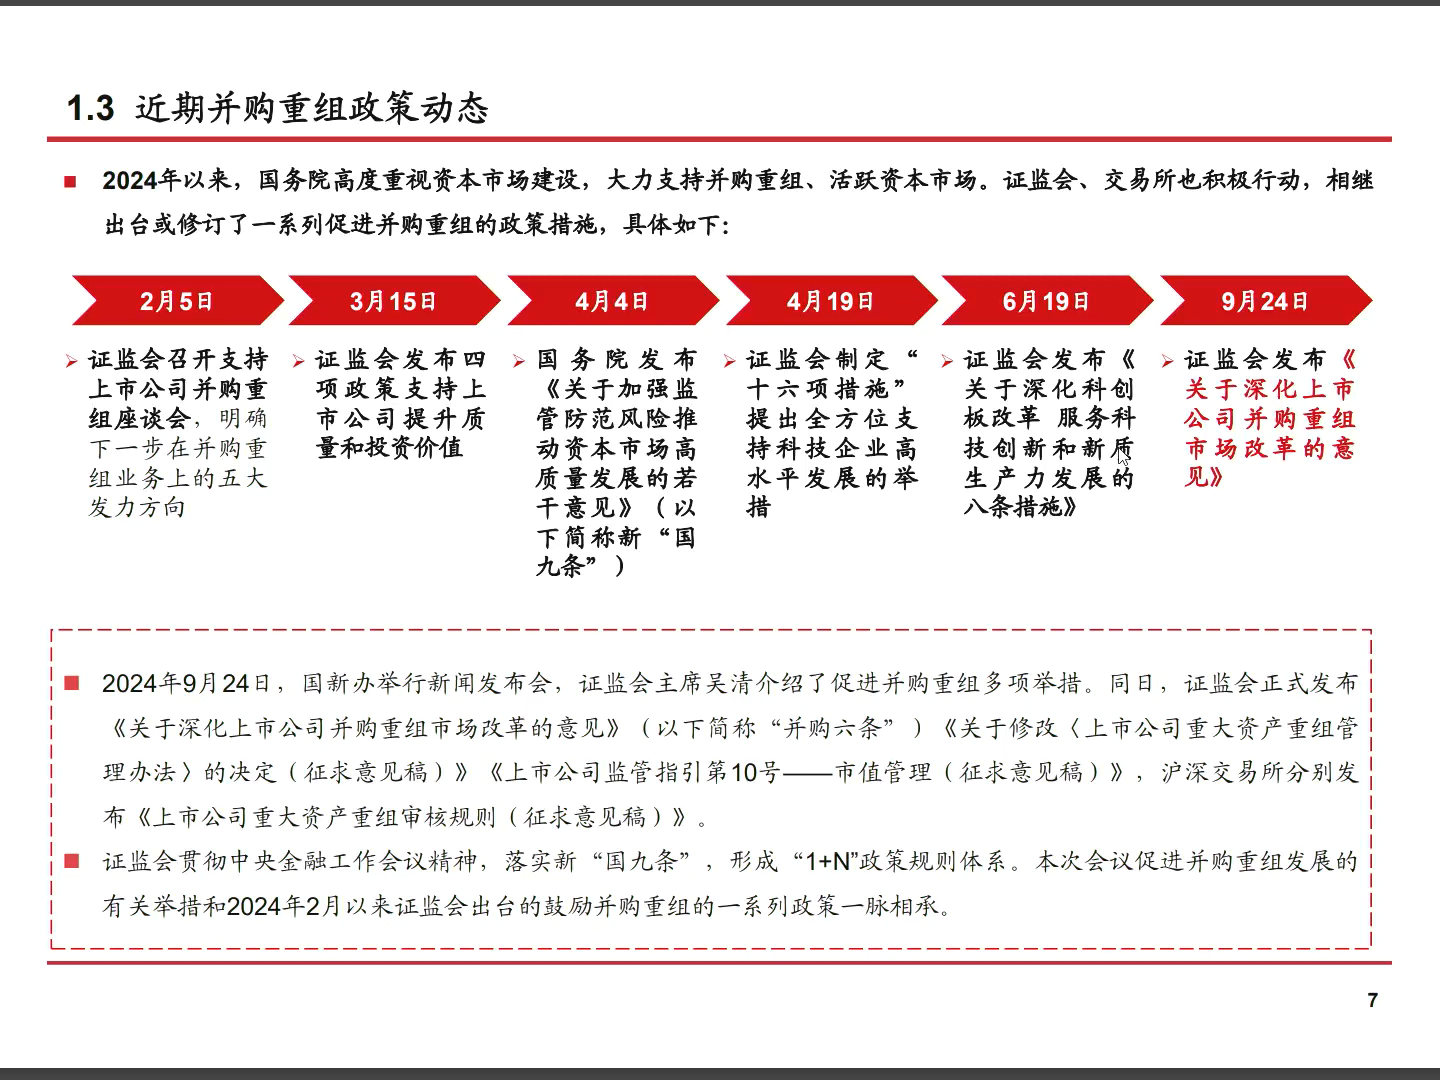 1.3 近期并购重组政策动态
2024年以来，国务院高度重视资本市场建设，大力支持并购重组、活跃资本市场。证监会、交易所也积极行动，相继
出台或修订了一系列促进并购重组的政策措施，具体如下：
2月5日
证监会召开支持
上市公司并购重
组座谈会，明确
下一步在并购重
组业务上的五大
发力方向
3月15日
证监会发布四
项政策支持上
市公司提升质
量和投资价值
4月4日
国务院发布
《关于加强监
管防范风险推
动资本市场高
质量发展的若
干意见》（以
下简称新“国
九条”）
4月19日
证监会制定“
十六项措施”
提出全方位支
持科技企业高
水平发展的举
措
6月19日
证监会发布《
关于深化科创
板改革 服务科
技创新和新质
生产力发展的
八条措施》
9月24日
证监会发布《
关于深化上市
公司并购重组
市场改革的意
见》
2024年9月24日，国新办举行新闻发布会，证监会主席吴清介绍了促进并购重组多项举措。同日，证监会正式发布
《关于深化上市公司并购重组市场改革的意见》（以下简称“并购六条”）《关于修改〈上市公司重大资产重组管
理办法〉的决定（征求意见稿）》《上市公司监管指引第10号——市值管理（征求意见稿）》，沪深交易所分别发
布《上市公司重大资产重组审核规则（征求意见稿）》。
证监会贯彻中央金融工作会议精神，落实新“国九条”，形成“1+N”政策规则体系。本次会议促进并购重组发展的
有关举措和2024年2月以来证监会出台的鼓励并购重组的一系列政策一脉相承。
7